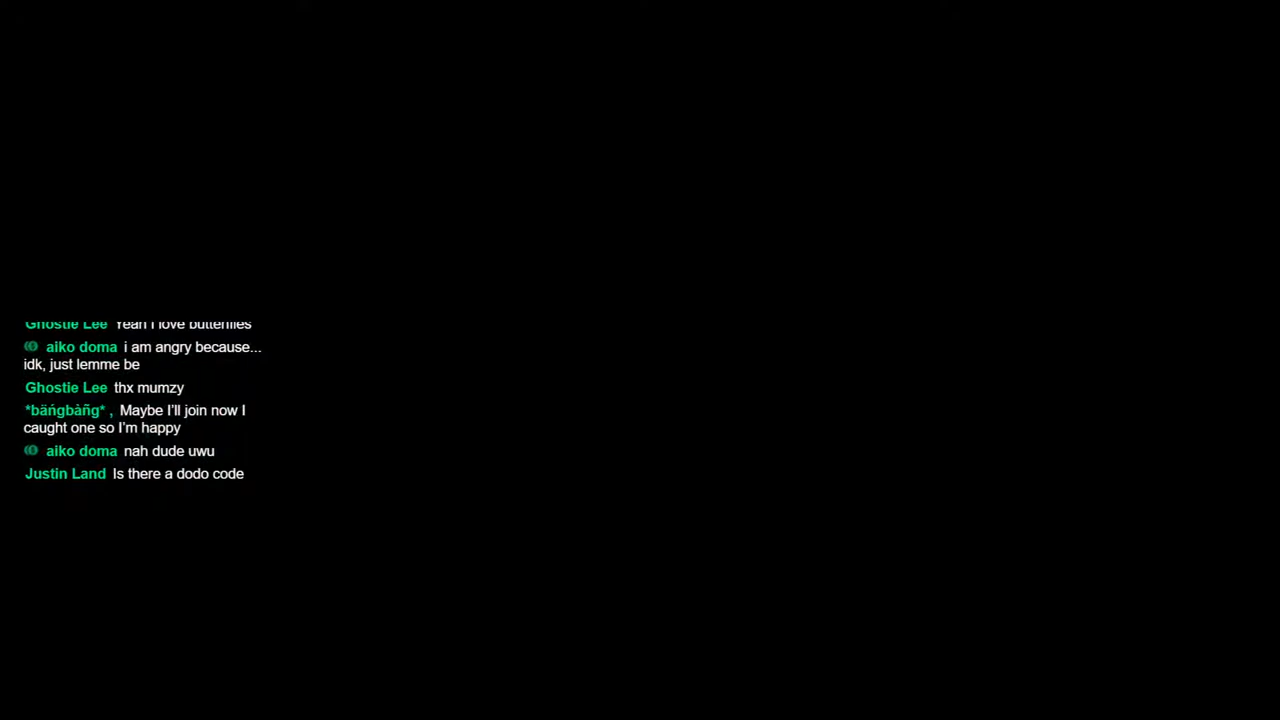 Ghostie Lee Yeah I love butterflies
aiko doma i am angry because...
idk, just lemme be
Ghostie Lee thx mumzy
*bäńgbàñg* , Maybe I'll join now I
caught one so I'm happy
aiko doma nah dude uwu
Justin Land Is there a dodo code